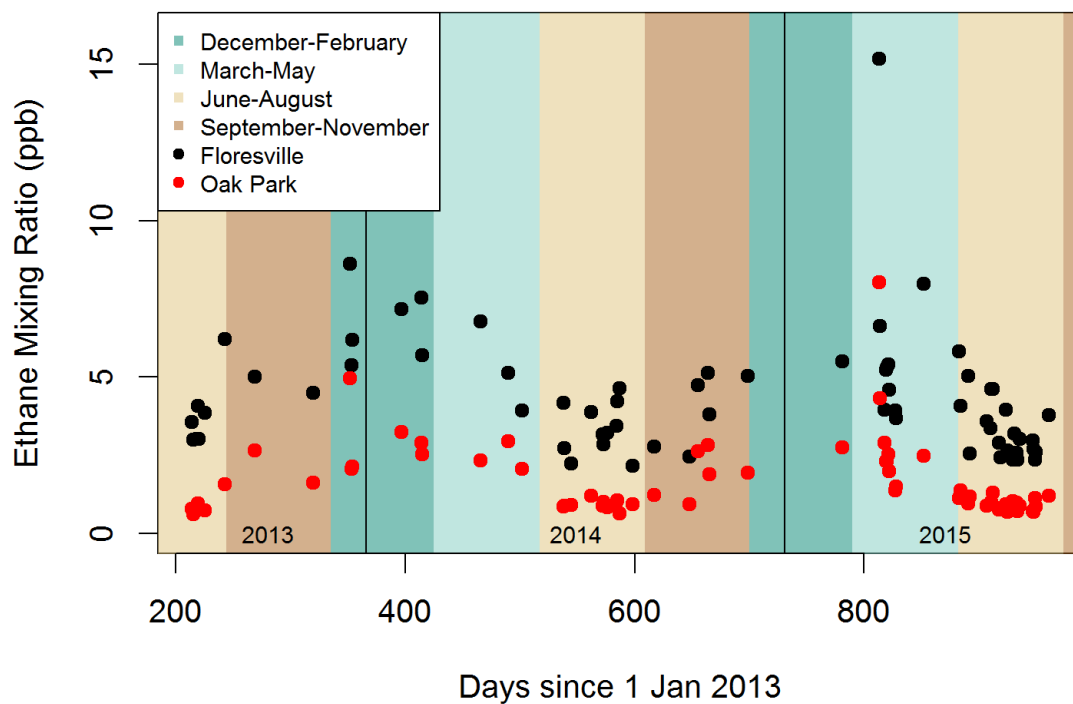 December-February
March-May
June-August
September-November
Floresville
Oak Park
Ethane Mixing Ratio (ppb)
15
10
5
0
2013
2014
2015
200
400
600
800
Days since 1 Jan 2013